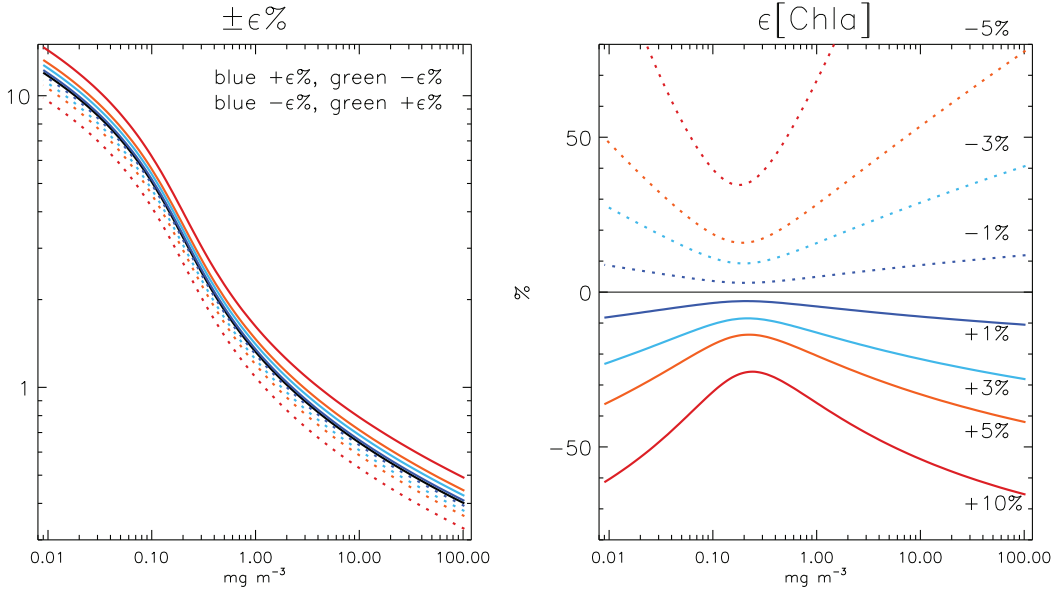 ±ϵ%
ϵ[Chla]
blue +ϵ%, green −ϵ%
blue −ϵ%, green +ϵ%
10
1
0.01 0.10 1.00 10.00 100.00
mg m⁻³
%
50
0
−50
−5%
−3%
−1%
+1%
+3%
+5%
+10%
0.01 0.10 1.00 10.00 100.00
mg m⁻³